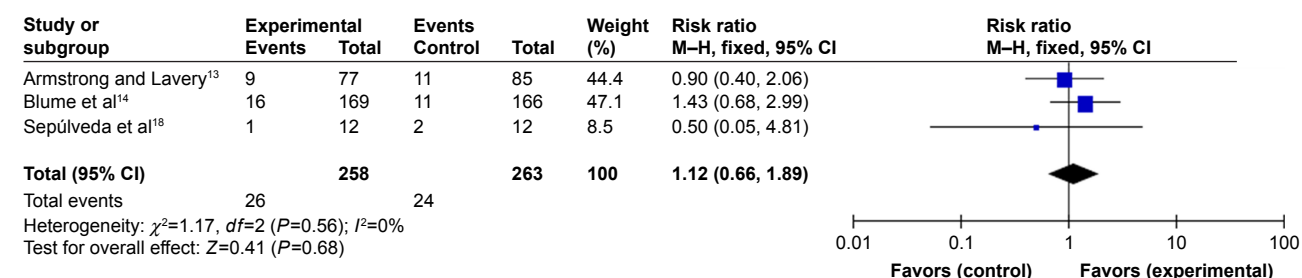 Study or subgroup Experimental Events Total Events Control Total Weight (%) Risk ratio M–H, fixed, 95% CI Risk ratio M–H, fixed, 95% CI
Armstrong and Lavery¹³ 9 77 11 85 44.4 0.90 (0.40, 2.06)
Blume et al¹⁴ 16 169 11 166 47.1 1.43 (0.68, 2.99)
Sepúlveda et al¹⁸ 1 12 2 12 8.5 0.50 (0.05, 4.81)
Total (95% CI) 258 263 100 1.12 (0.66, 1.89)
Total events 26 24
Heterogeneity: χ²=1.17, df=2 (P=0.56); I²=0%
Test for overall effect: Z=0.41 (P=0.68)
0.01 0.1 1 10 100
Favors (control) Favors (experimental)